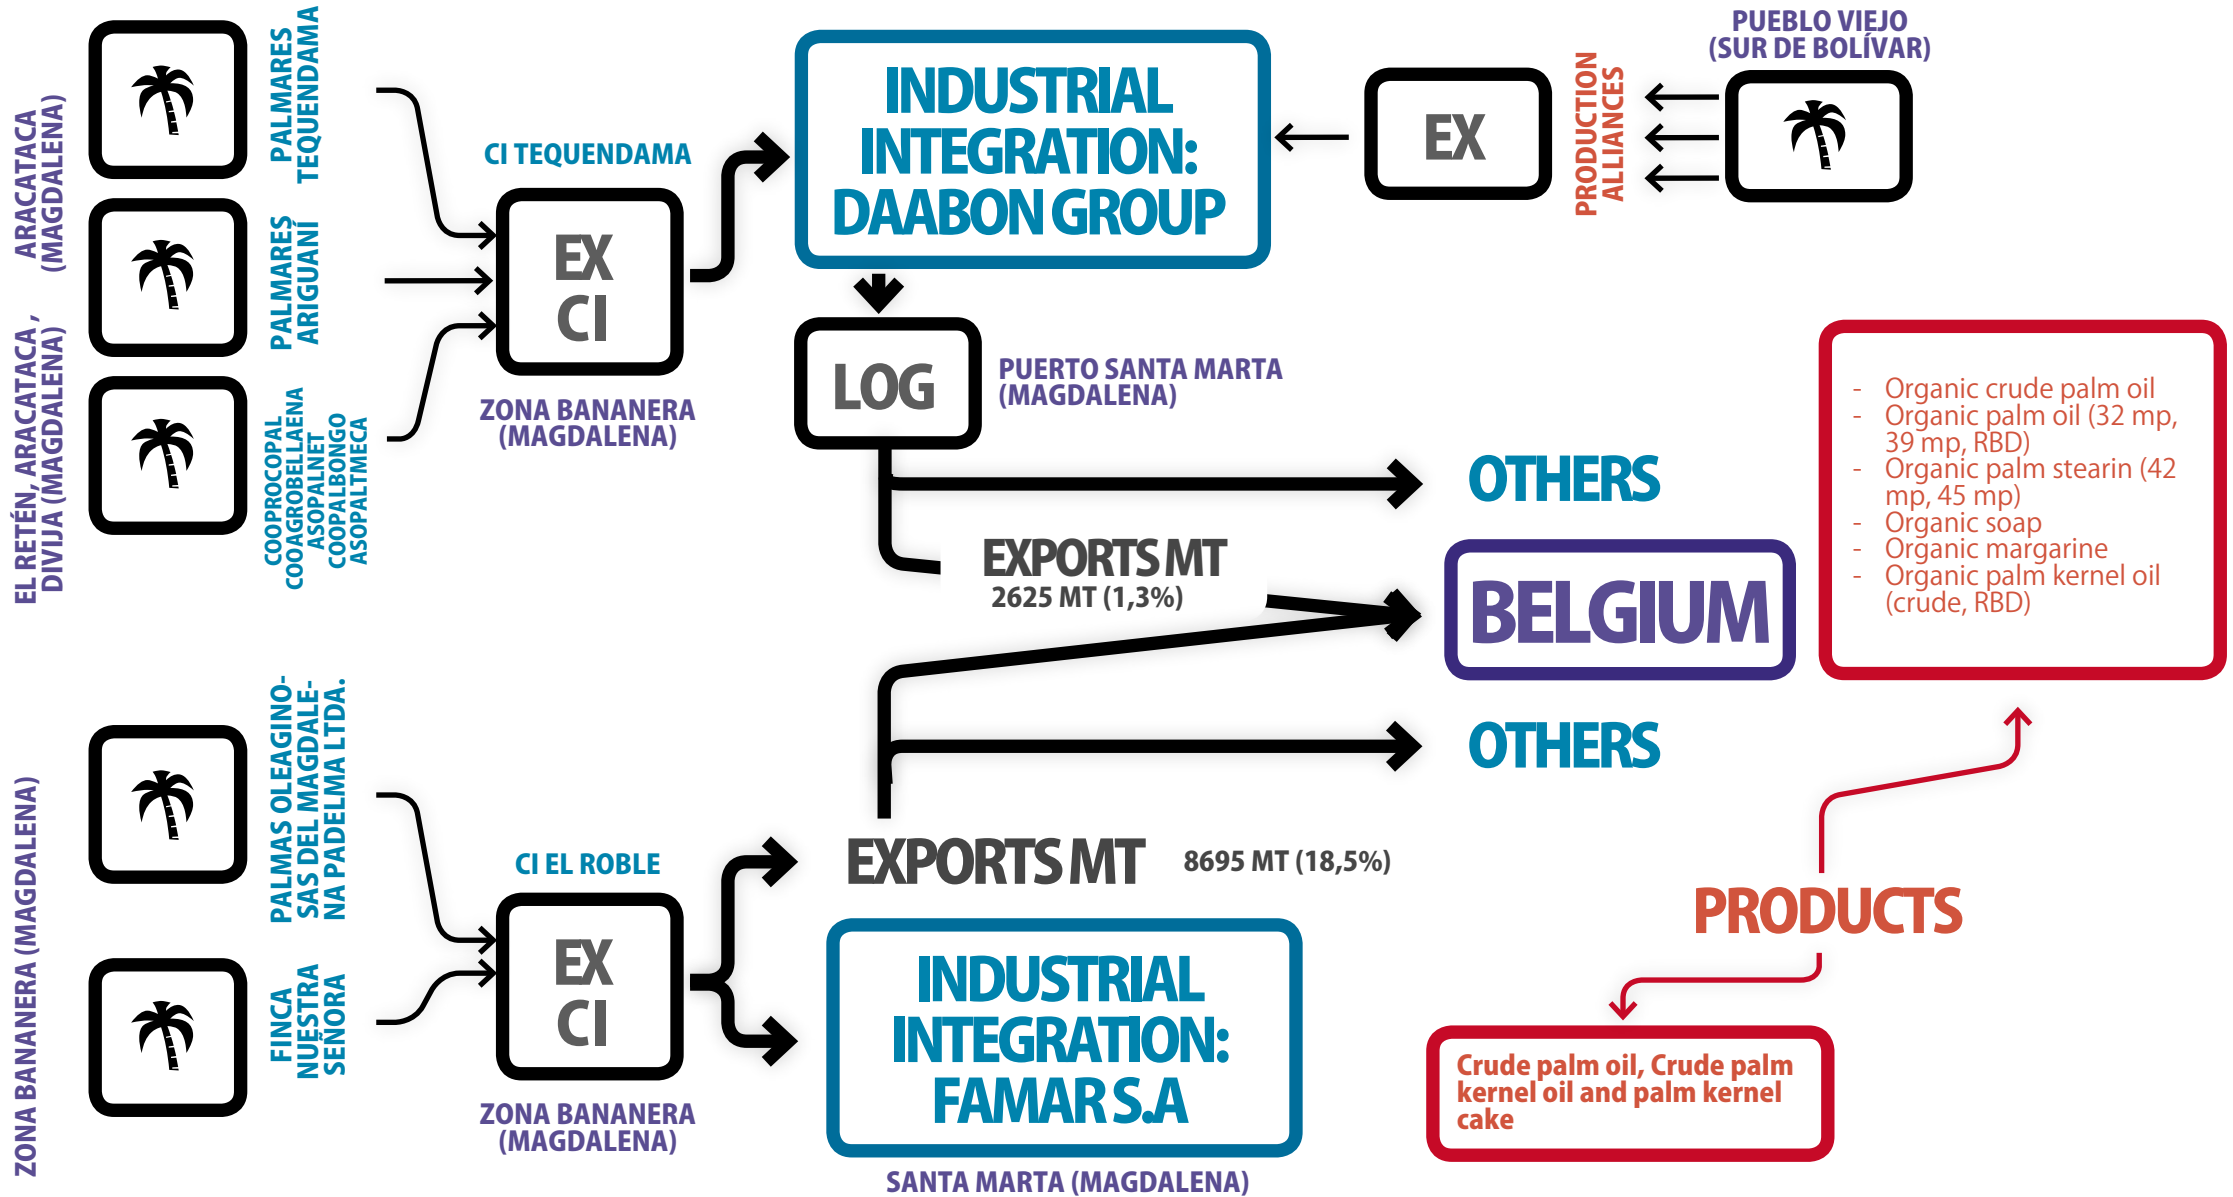 ARACATACA
(MAGDALENA)
PALMARES
TEQUENDAMA
PALMARES
ARIGUANÍ
EL RETÉN, ARACATACA ,
DIVIJA (MAGDALENA)
COOPROCOPAL
COOAGROBELLAENA
ASOPALNET
COOPALBONGO
ASOPALTMECA
CI TEQUENDAMA
EX
CI
ZONA BANANERA
(MAGDALENA)
INDUSTRIAL
INTEGRATION:
DAABON GROUP
EX
PRODUCTION
ALLIANCES
PUEBLO VIEJO
(SUR DE BOLÍVAR)
LOG
PUERTO SANTA MARTA
(MAGDALENA)
OTHERS
EXPORTS MT
2625 MT (1,3%)
BELGIUM
OTHERS
- Organic crude palm oil
- Organic palm oil (32 mp,
39 mp, RBD)
- Organic palm stearin (42
mp, 45 mp)
- Organic soap
- Organic margarine
- Organic palm kernel oil
(crude, RBD)
ZONA BANANERA (MAGDALENA)
PALMAS OLEAGINO-
SAS DEL MAGDALE-
NA PADELMA LTDA.
FINCA
NUESTRA
SEÑORA
CI EL ROBLE
EX
CI
ZONA BANANERA
(MAGDALENA)
EXPORTS MT
8695 MT (18,5%)
INDUSTRIAL
INTEGRATION:
FAMAR S.A
SANTA MARTA (MAGDALENA)
PRODUCTS
Crude palm oil, Crude palm
kernel oil and palm kernel
cake